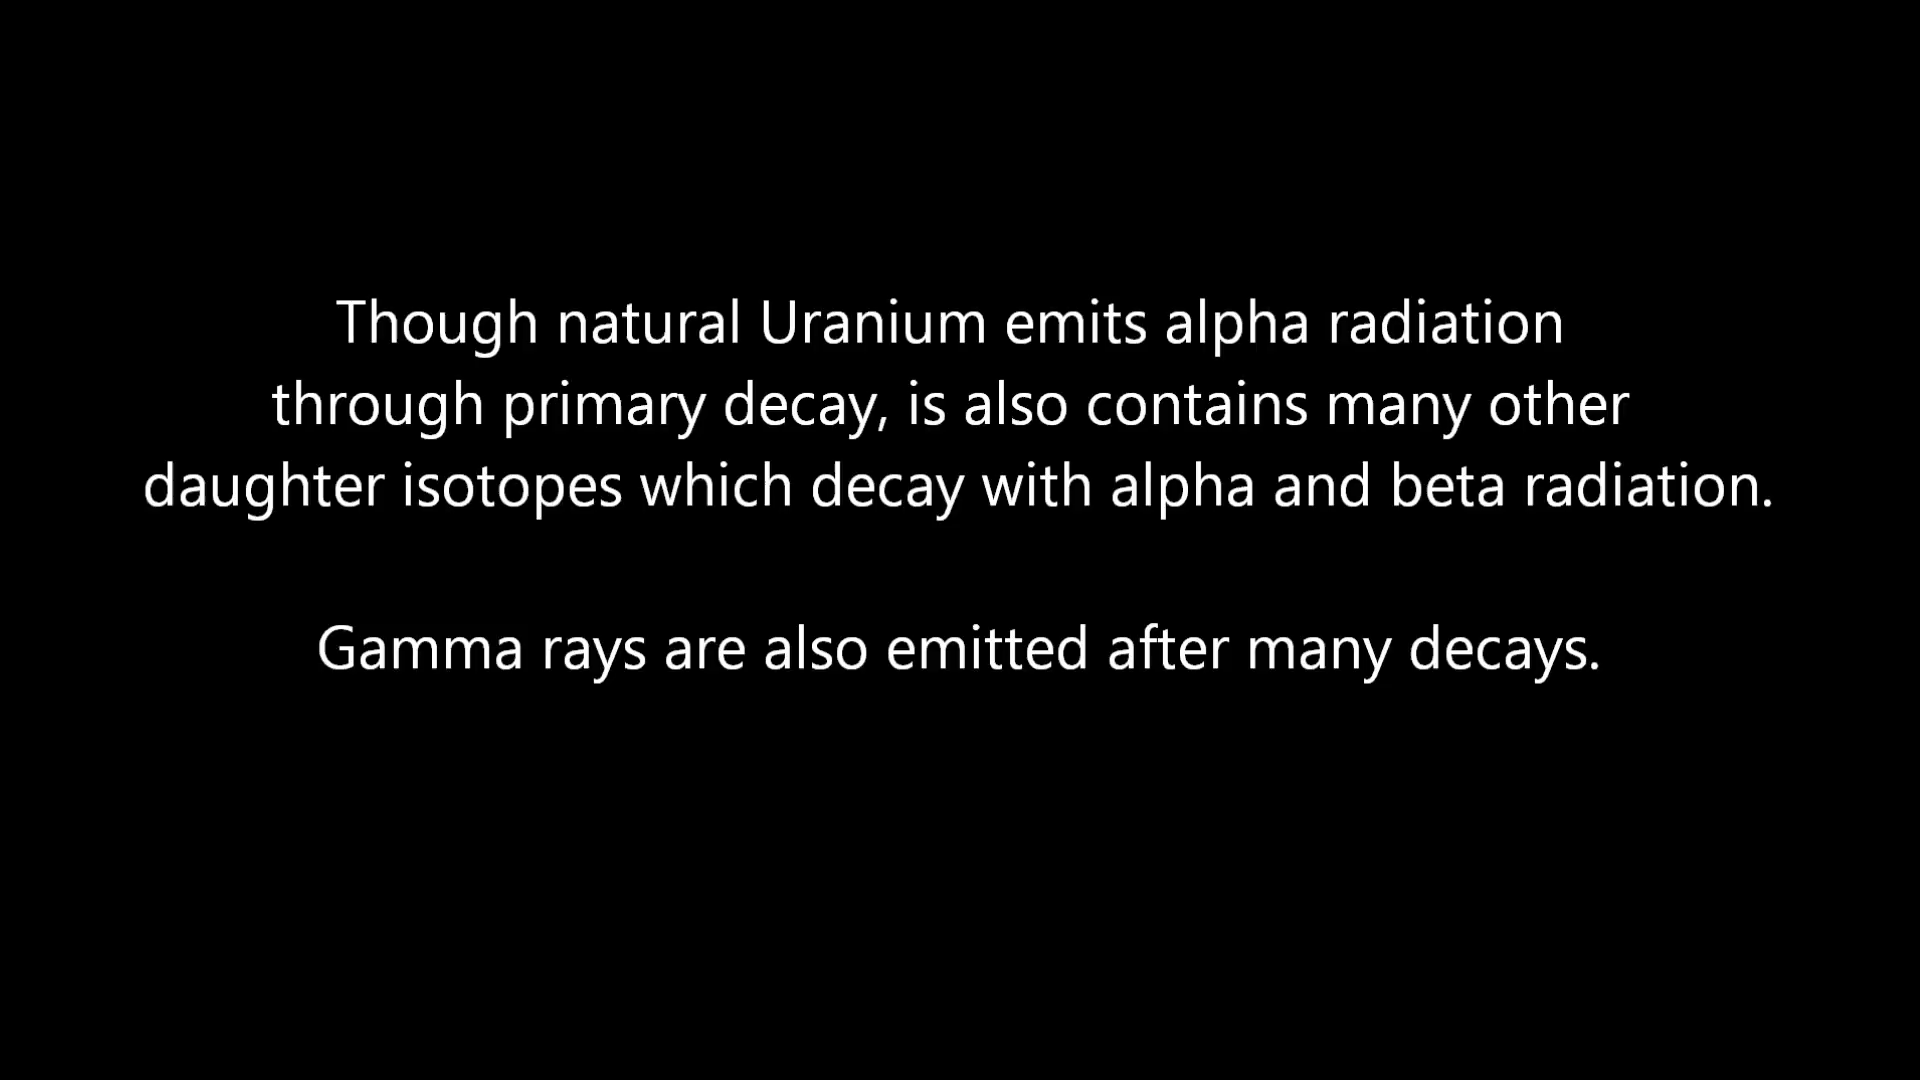 Though natural Uranium emits alpha radiation
through primary decay, is also contains many other
daughter isotopes which decay with alpha and beta radiation.
Gamma rays are also emitted after many decays.